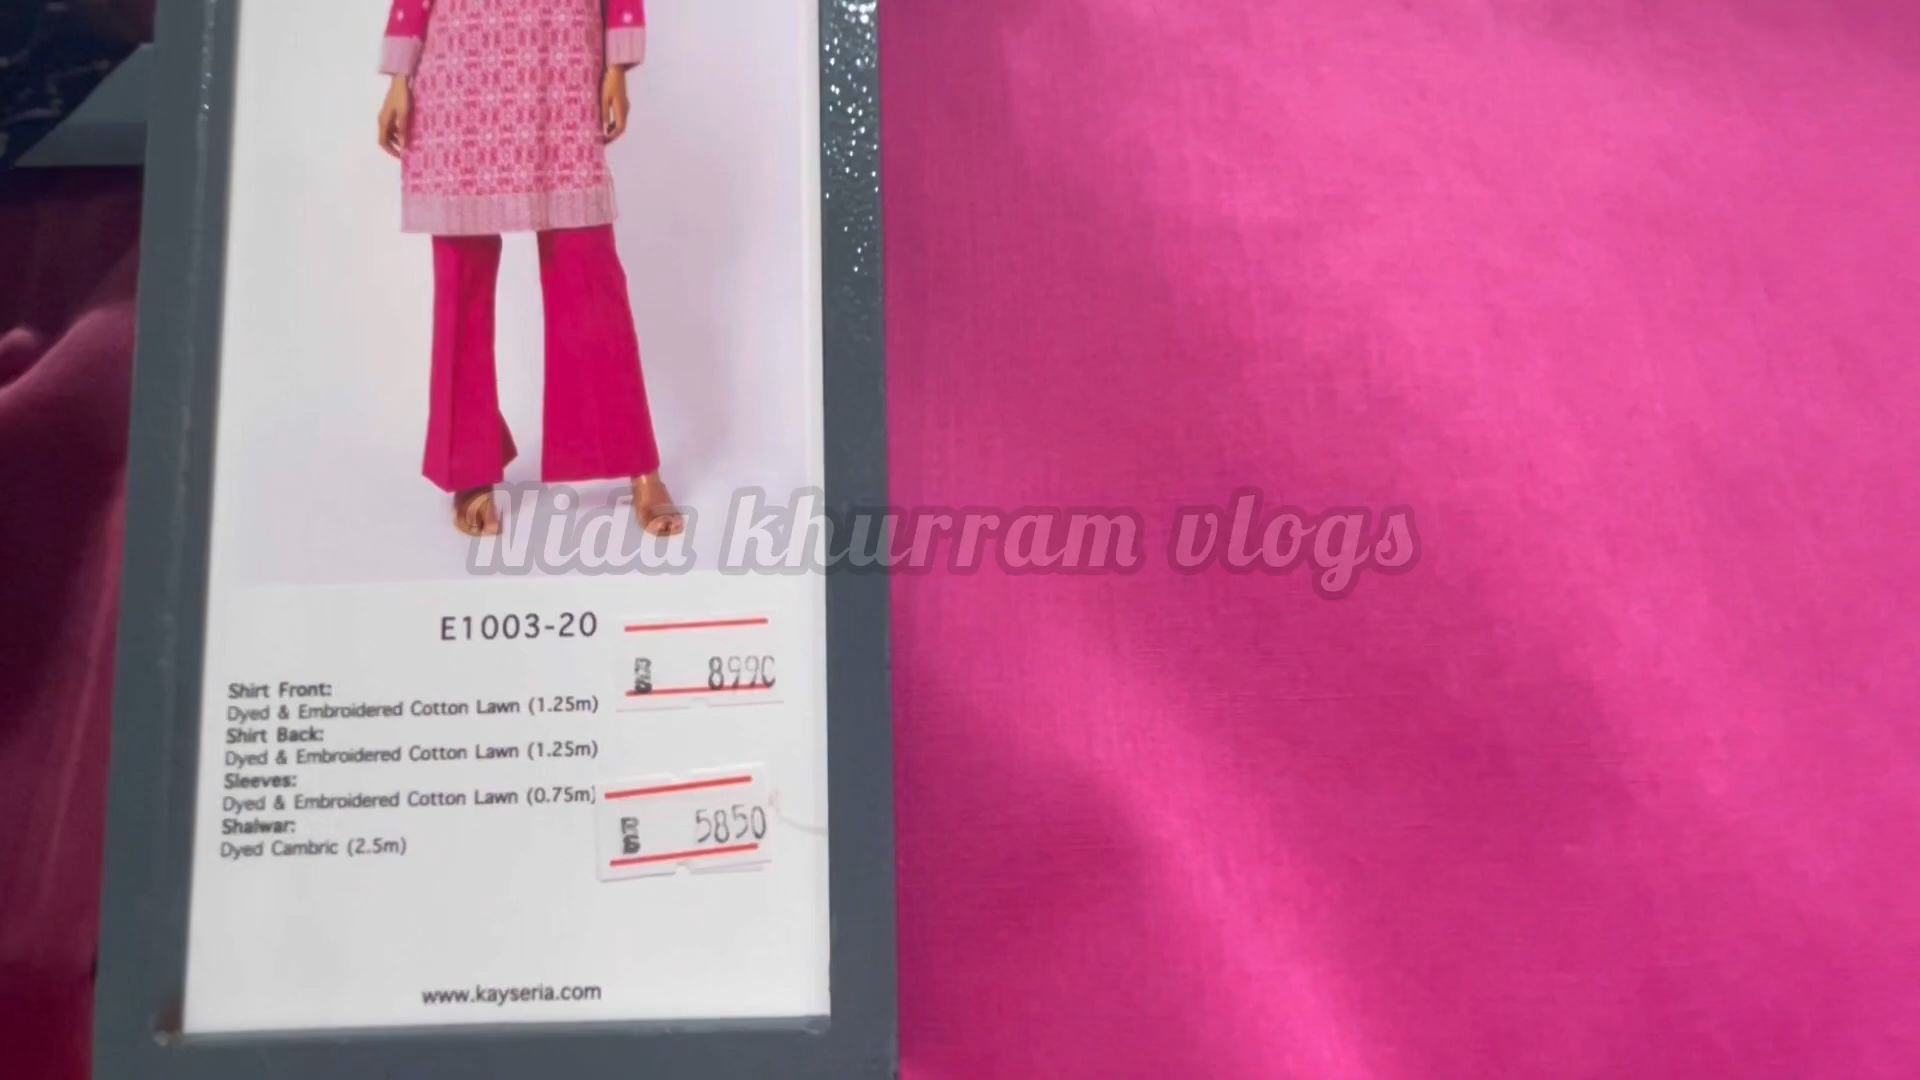 Nida khurram vlogs
E1003-20
RS 8990
Shirt Front:
Dyed & Embroidered Cotton Lawn (1.25m)
Shirt Back:
Dyed & Embroidered Cotton Lawn (1.25m)
Sleeves:
Dyed & Embroidered Cotton Lawn (0.75m)
Shalwar:
Dyed Cambric (2.5m)
RS 5850
www.kayseria.com